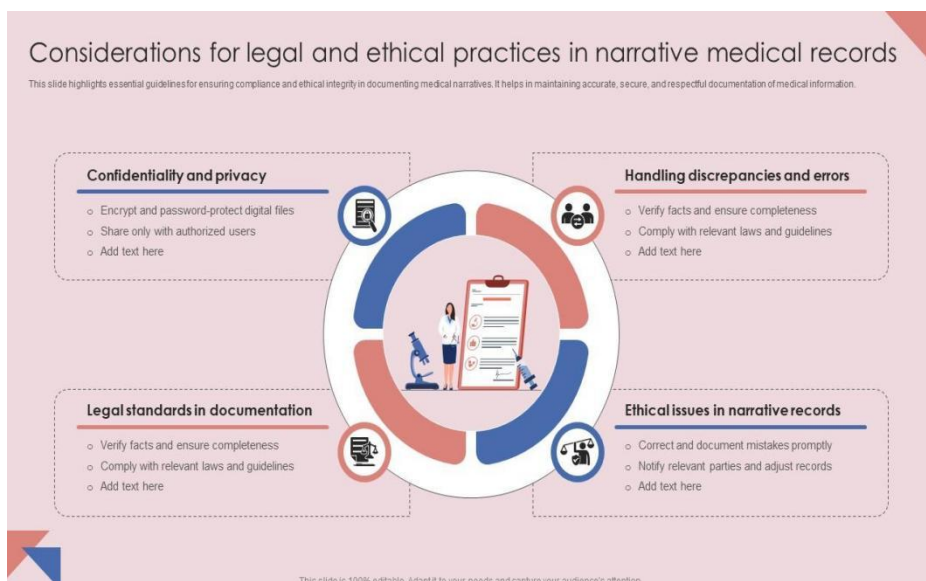 Considerations for legal and ethical practices in narrative medical records
This slide highlights essential guidelines for ensuring compliance and ethical integrity in documenting medical narratives. It helps in maintaining accurate, secure, and respectful documentation of medical information.
Confidentiality and privacy
Encrypt and password-protect digital files
Share only with authorized users
Add text here
Handling discrepancies and errors
Verify facts and ensure completeness
Comply with relevant laws and guidelines
Add text here
Legal standards in documentation
Verify facts and ensure completeness
Comply with relevant laws and guidelines
Add text here
Ethical issues in narrative records
Correct and document mistakes promptly
Notify relevant parties and adjust records
Add text here
This slide is 100% editable. Adapt it to your needs and capture your audience's attention.